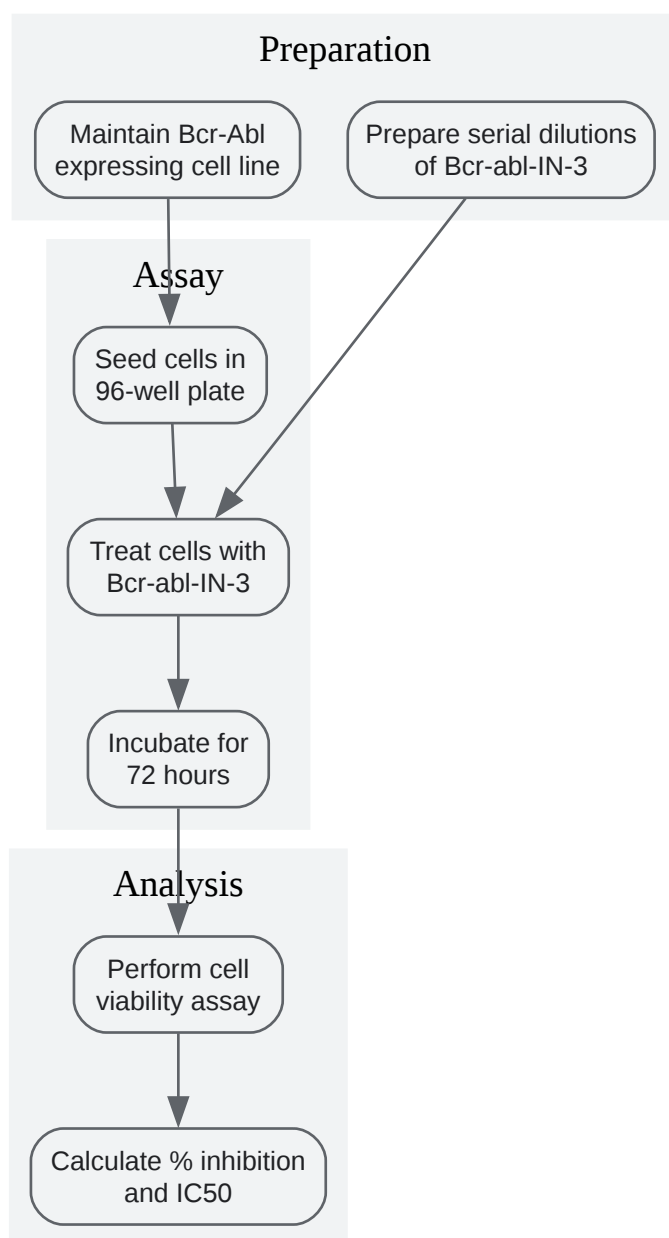 Preparation
Maintain Bcr-Abl
expressing cell line
Prepare serial dilutions
of Bcr-abl-IN-3
Assay
Seed cells in
96-well plate
Treat cells with
Bcr-abl-IN-3
Incubate for
72 hours
Analysis
Perform cell
viability assay
Calculate % inhibition
and IC50